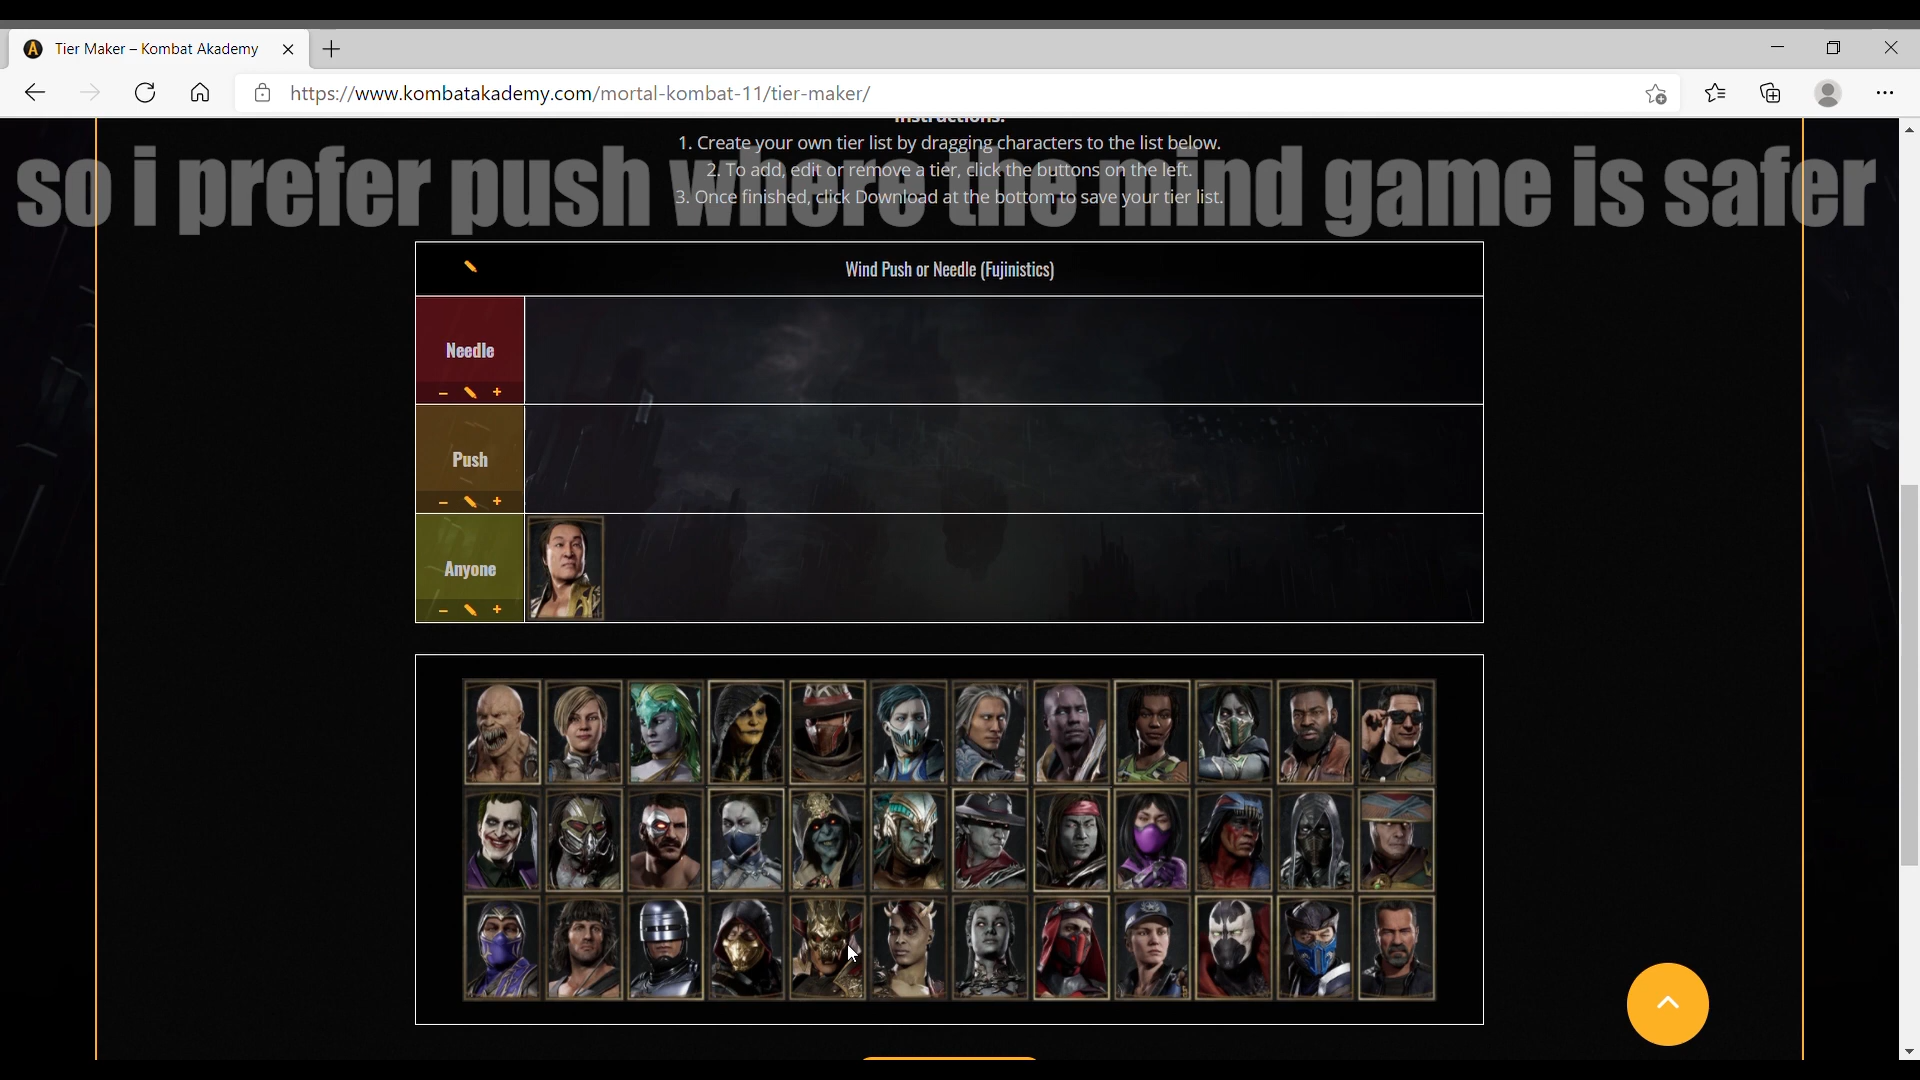 Tier Maker – Kombat Akademy
https://www.kombatakademy.com/mortal-kombat-11/tier-maker/
Instructions:
1. Create your own tier list by dragging characters to the list below.
so i prefer push where the mind game is safer
2. To add, edit or remove a tier, click the buttons on the left.
3. Once finished, click Download at the bottom to save your tier list.
Wind Push or Needle (Fujinistics)
Needle
Push
Anyone